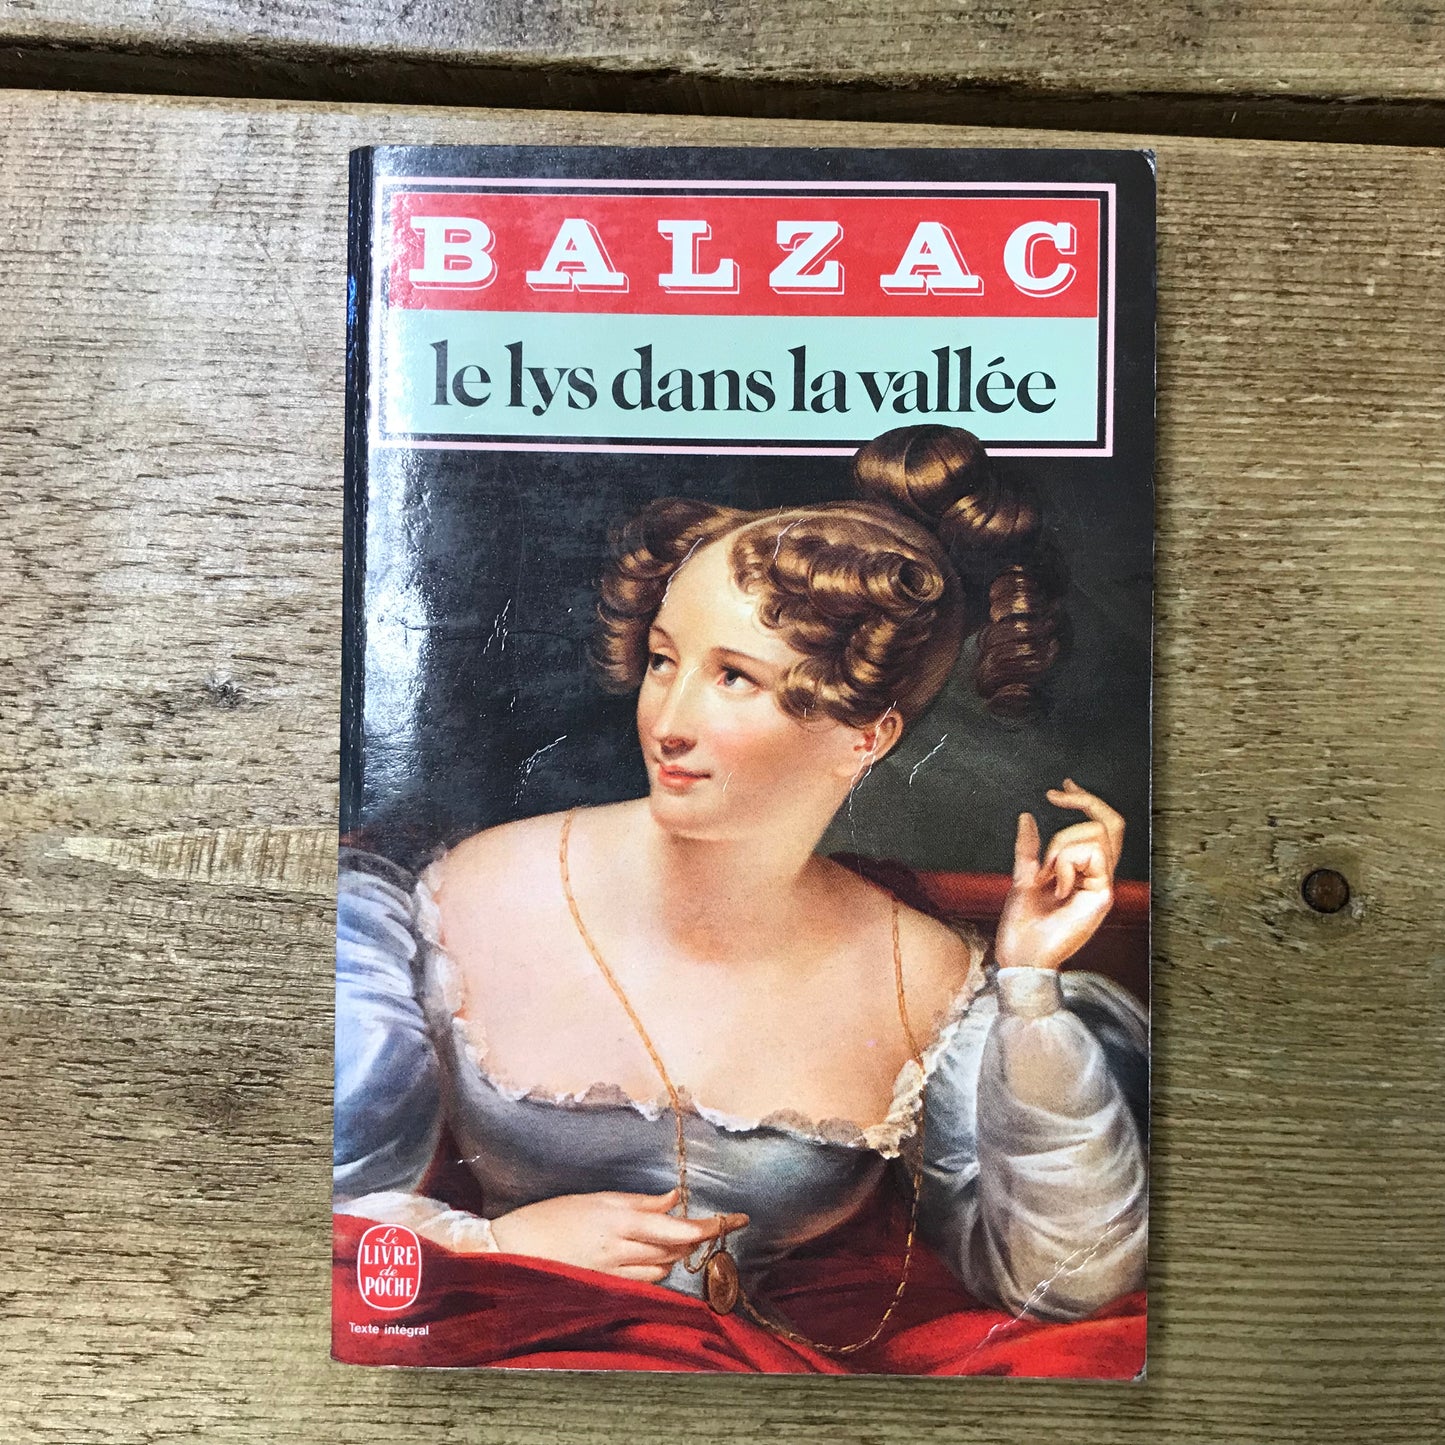 BALZAC
le lys dans la vallée
Le
LIVRE
de
POCHE
Texte intégral